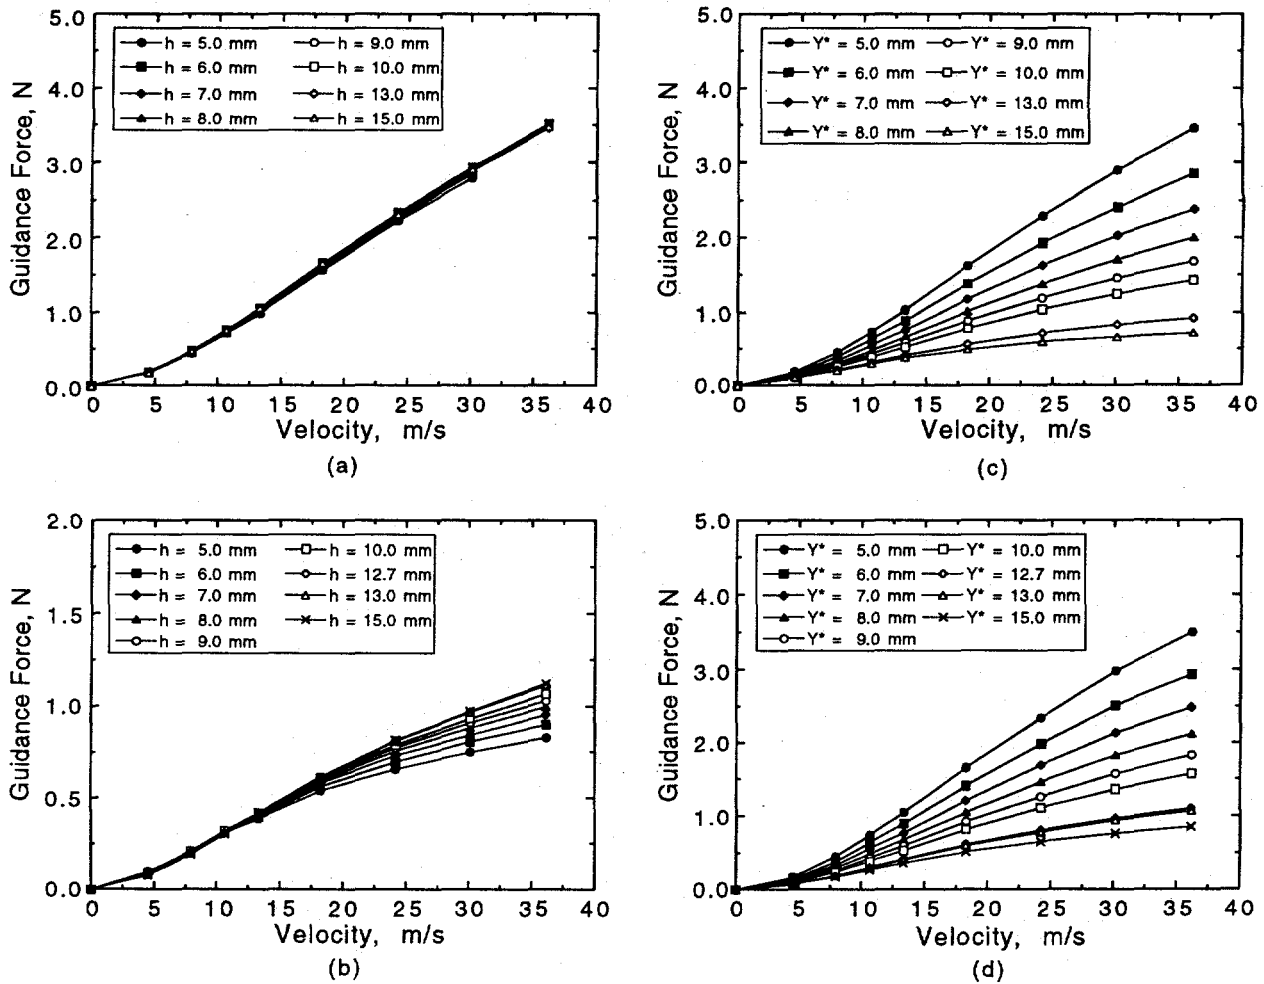 5.0
4.0
3.0
2.0
1.0
0.0
Guidance Force, N
h = 5.0 mm h = 9.0 mm
h = 6.0 mm h = 10.0 mm
h = 7.0 mm h = 13.0 mm
h = 8.0 mm h = 15.0 mm
0 5 10 15 20 25 30 35 40
Velocity, m/s
(a)
5.0
4.0
3.0
2.0
1.0
0.0
Guidance Force, N
Y* = 5.0 mm Y* = 9.0 mm
Y* = 6.0 mm Y* = 10.0 mm
Y* = 7.0 mm Y* = 13.0 mm
Y* = 8.0 mm Y* = 15.0 mm
0 5 10 15 20 25 30 35 40
Velocity, m/s
(c)
2.0
1.5
1.0
0.5
0.0
Guidance Force, N
h = 5.0 mm h = 10.0 mm
h = 6.0 mm h = 12.7 mm
h = 7.0 mm h = 13.0 mm
h = 8.0 mm h = 15.0 mm
h = 9.0 mm
0 5 10 15 20 25 30 35 40
Velocity, m/s
(b)
5.0
4.0
3.0
2.0
1.0
0.0
Guidance Force, N
Y* = 5.0 mm Y* = 10.0 mm
Y* = 6.0 mm Y* = 12.7 mm
Y* = 7.0 mm Y* = 13.0 mm
Y* = 8.0 mm Y* = 15.0 mm
Y* = 9.0 mm
0 5 10 15 20 25 30 35 40
Velocity, m/s
(d)